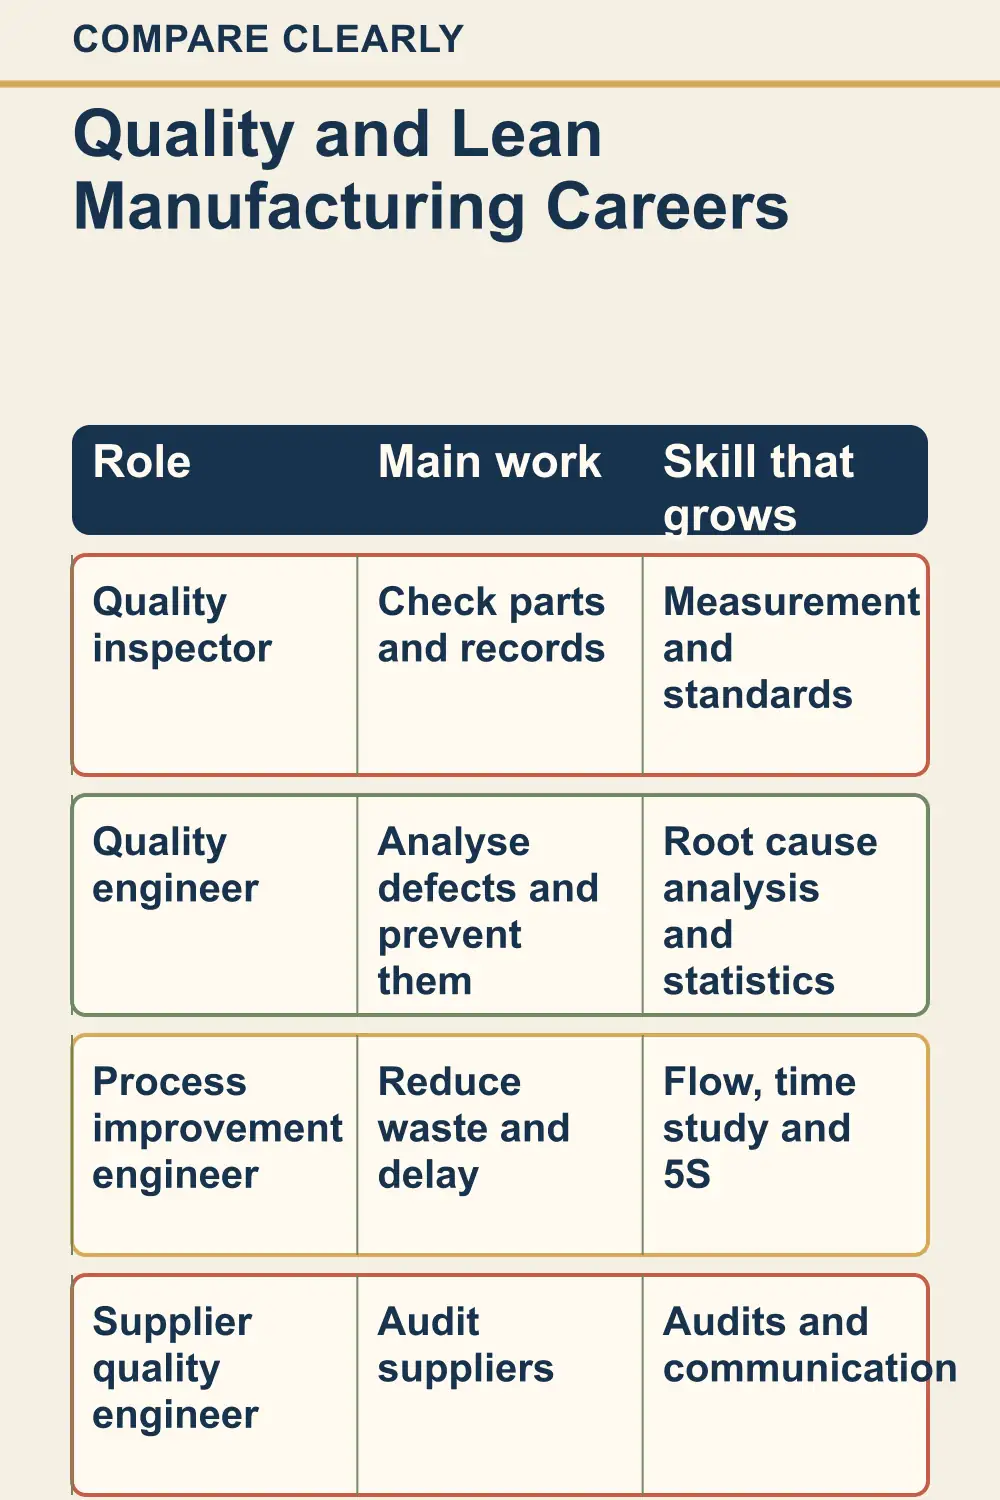 COMPARE CLEARLY
Quality and Lean
Manufacturing Careers
Role
Main work
Skill that
grows
Quality
inspector
Check parts
and records
Measurement
and
standards
Quality
engineer
Analyse
defects and
prevent
them
Root cause
analysis
and
statistics
Process
improvement
engineer
Reduce
waste and
delay
Flow, time
study and
5S
Supplier
quality
engineer
Audit
suppliers
Audits and
communication